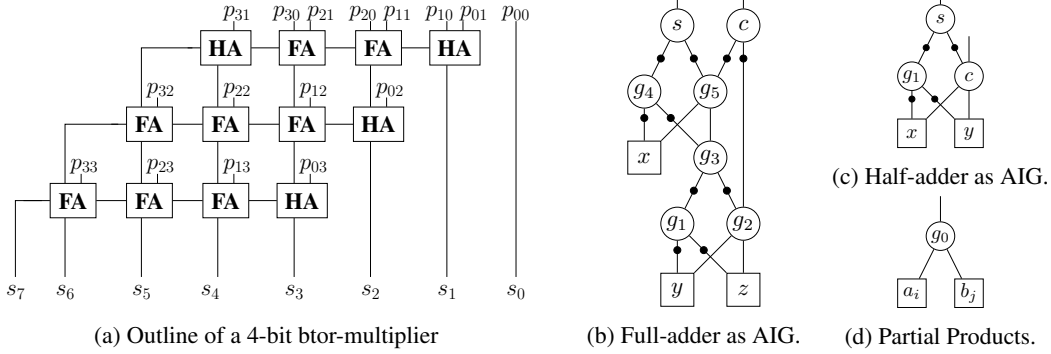 p31 p30 p21 p20 p11 p10 p01 p00
HA FA FA HA
p32 p22 p12 p02
FA FA FA HA
p33 p23 p13 p03
FA FA FA HA
s7 s6 s5 s4 s3 s2 s1 s0
(a) Outline of a 4-bit btor-multiplier
s c
g4 g5
x g3
g1 g2
y z
(b) Full-adder as AIG.
s
g1 c
x y
(c) Half-adder as AIG.
g0
ai bj
(d) Partial Products.